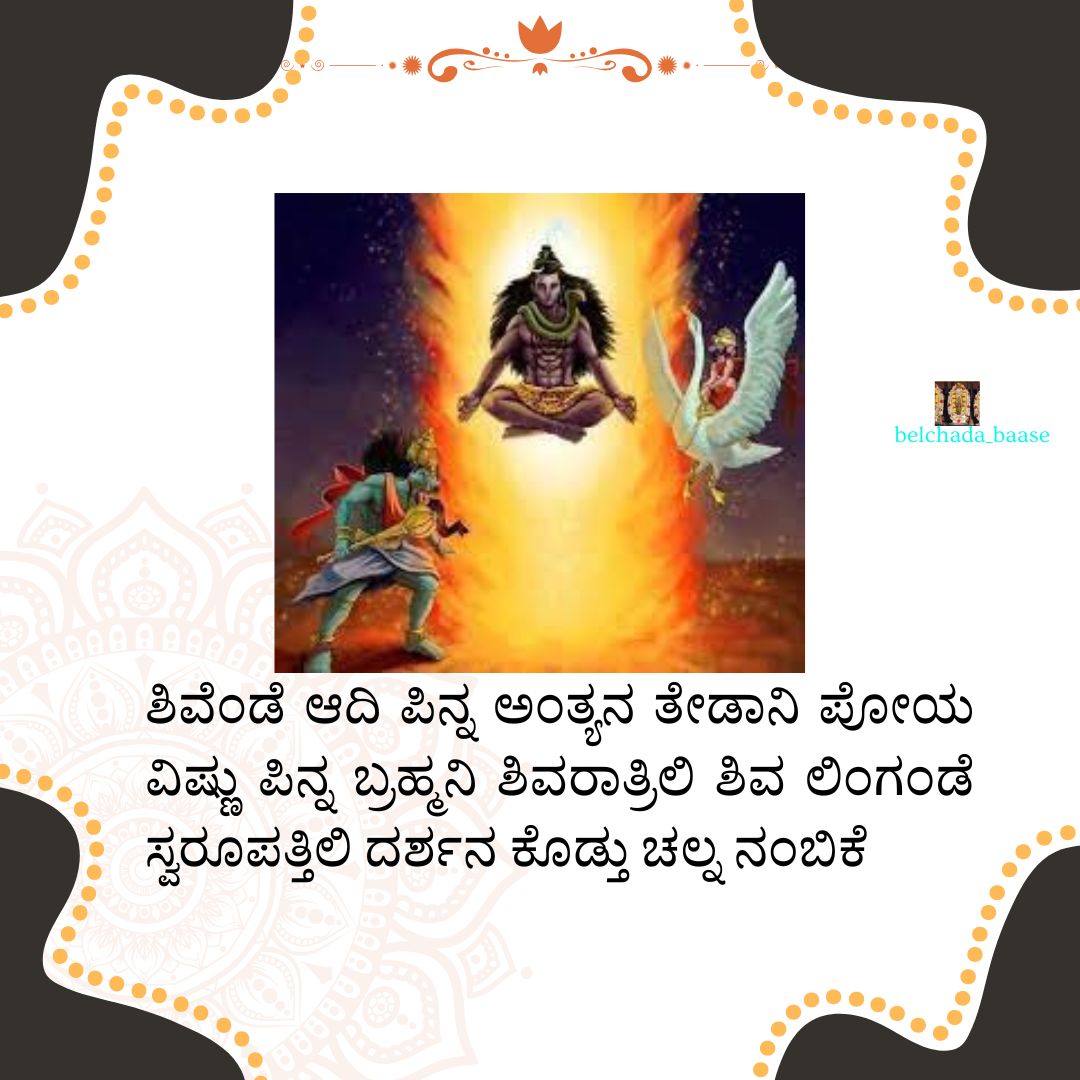 belchada_baase
ಶಿವೆಂಡೆ ಆದಿ ಪಿನ್ನ ಅಂತ್ಯನ ತೇಡಾನಿ ಪೋಯ
ವಿಷ್ಣು ಪಿನ್ನ ಬ್ರಹ್ಮನಿ ಶಿವರಾತ್ರಿಲಿ ಶಿವ ಲಿಂಗಂಡೆ
ಸ್ವರೂಪತ್ತಿಲಿ ದರ್ಶನ ಕೊಡ್ತು ಚಲ್ನ ನಂಬಿಕೆ